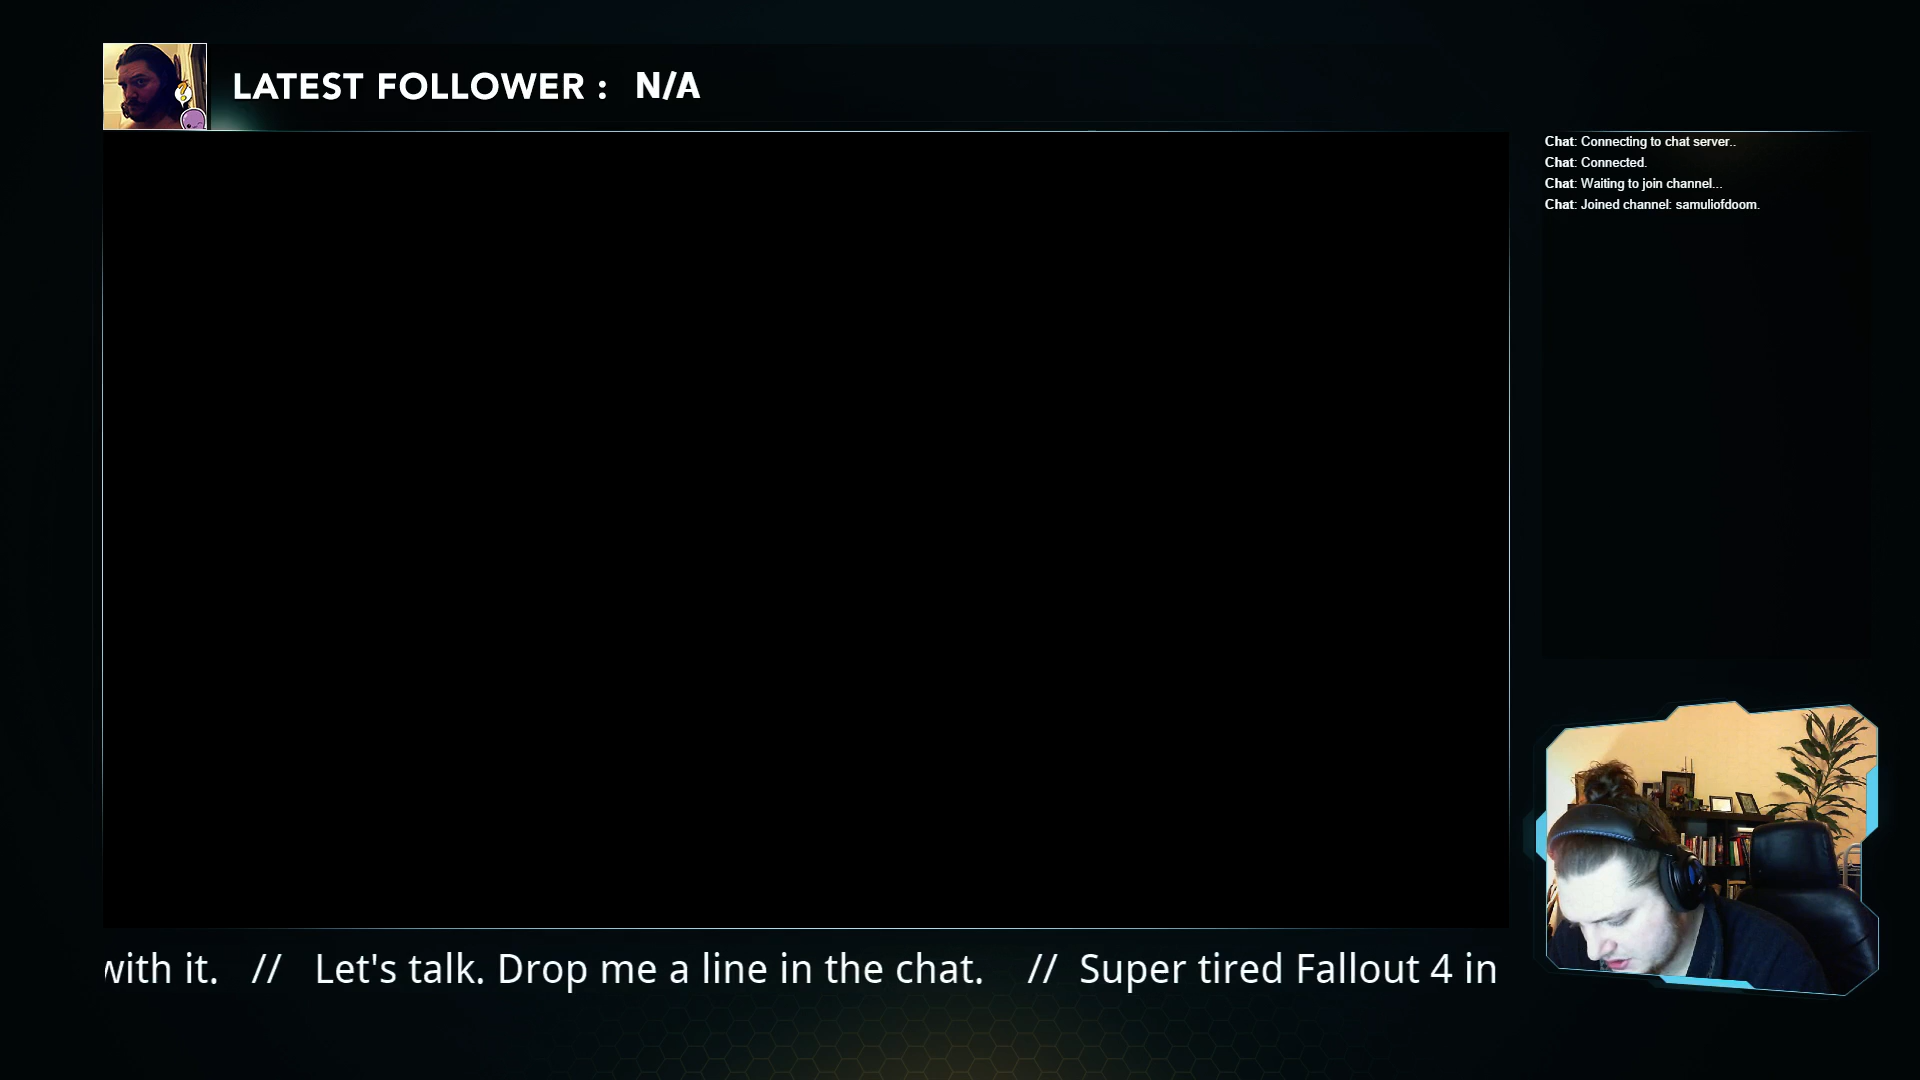 LATEST FOLLOWER : N/A
Chat: Connecting to chat server..
Chat: Connected.
Chat: Waiting to join channel...
Chat: Joined channel: samuliofdoom.
with it. // Let's talk. Drop me a line in the chat. // Super tired Fallout 4 in